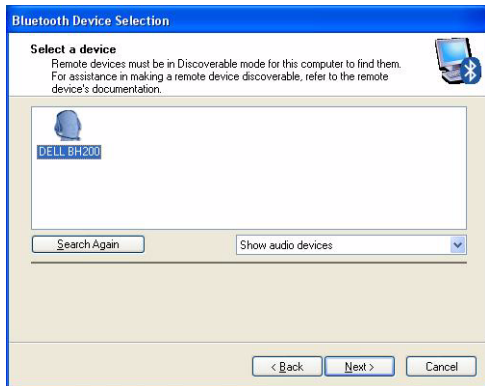 Bluetooth Device Selection
Select a device
Remote devices must be in Discoverable mode for this computer to find them.
For assistance in making a remote device discoverable, refer to the remote
device's documentation.
DELL BH200
Search Again
Show audio devices
< Back
Next >
Cancel